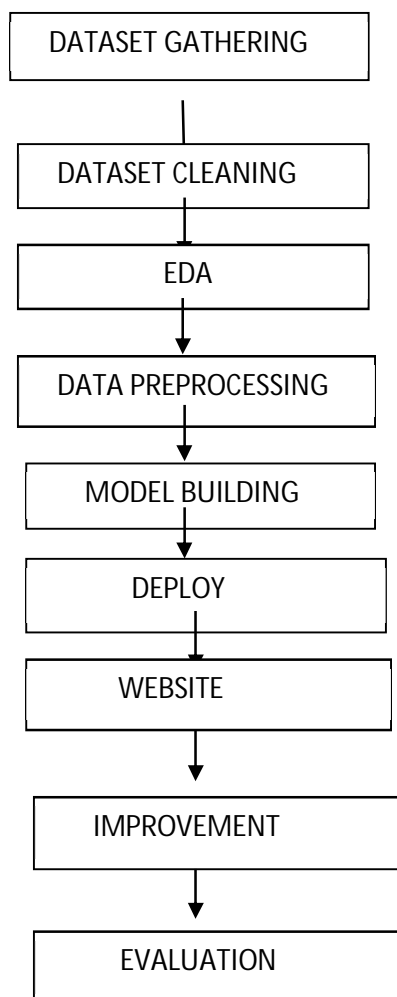 DATASET GATHERING
DATASET CLEANING
EDA
DATA PREPROCESSING
MODEL BUILDING
DEPLOY
WEBSITE
IMPROVEMENT
EVALUATION